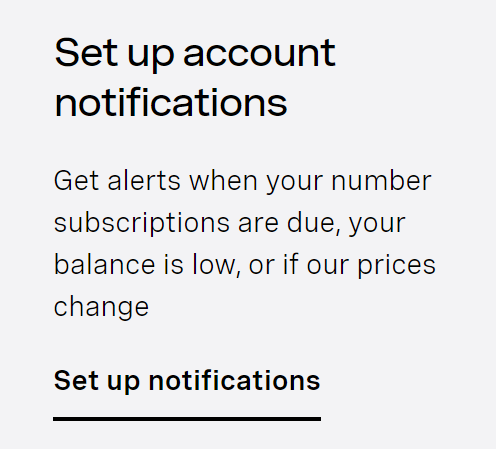 Set up account
notifications
Get alerts when your number
subscriptions are due, your
balance is low, or if our prices
change
Set up notifications